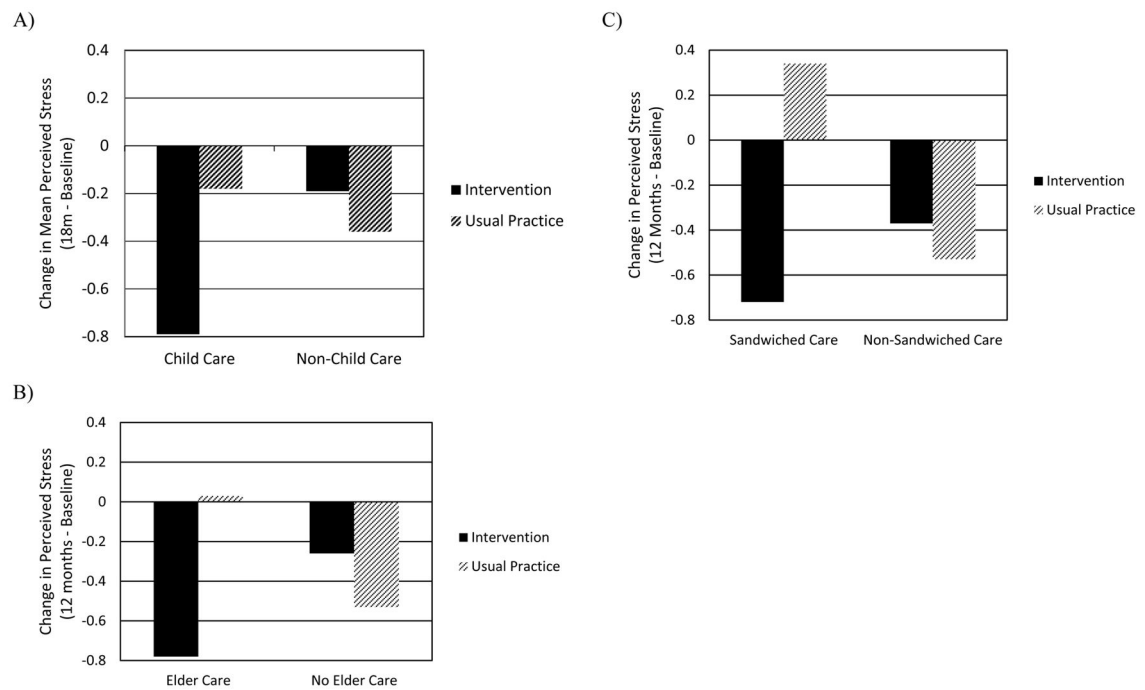 A)
Change in Mean Perceived Stress
(18m - Baseline)
0.4
0.2
0
-0.2
-0.4
-0.6
-0.8
Child Care
Non-Child Care
Intervention
Usual Practice
B)
Change in Perceived Stress
(12 months - Baseline)
0.4
0.2
0
-0.2
-0.4
-0.6
-0.8
Elder Care
No Elder Care
Intervention
Usual Practice
C)
Change in Perceived Stress
(12 Months - Baseline)
0.4
0.2
0
-0.2
-0.4
-0.6
-0.8
Sandwiched Care
Non-Sandwiched Care
Intervention
Usual Practice